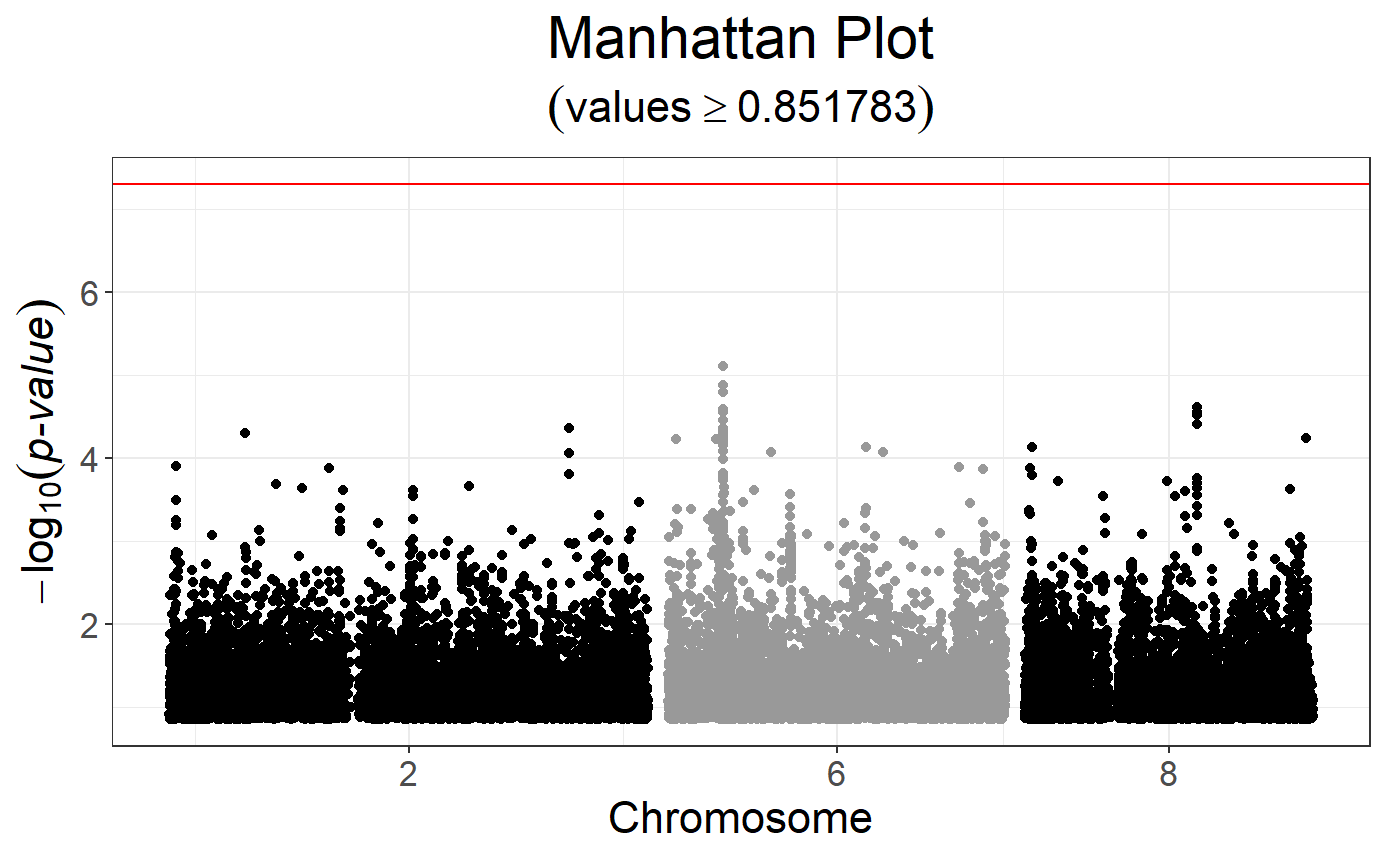 Manhattan Plot
(values ≥ 0.851783)
−log₁₀(p-value)
6
4
2
2 6 8
Chromosome